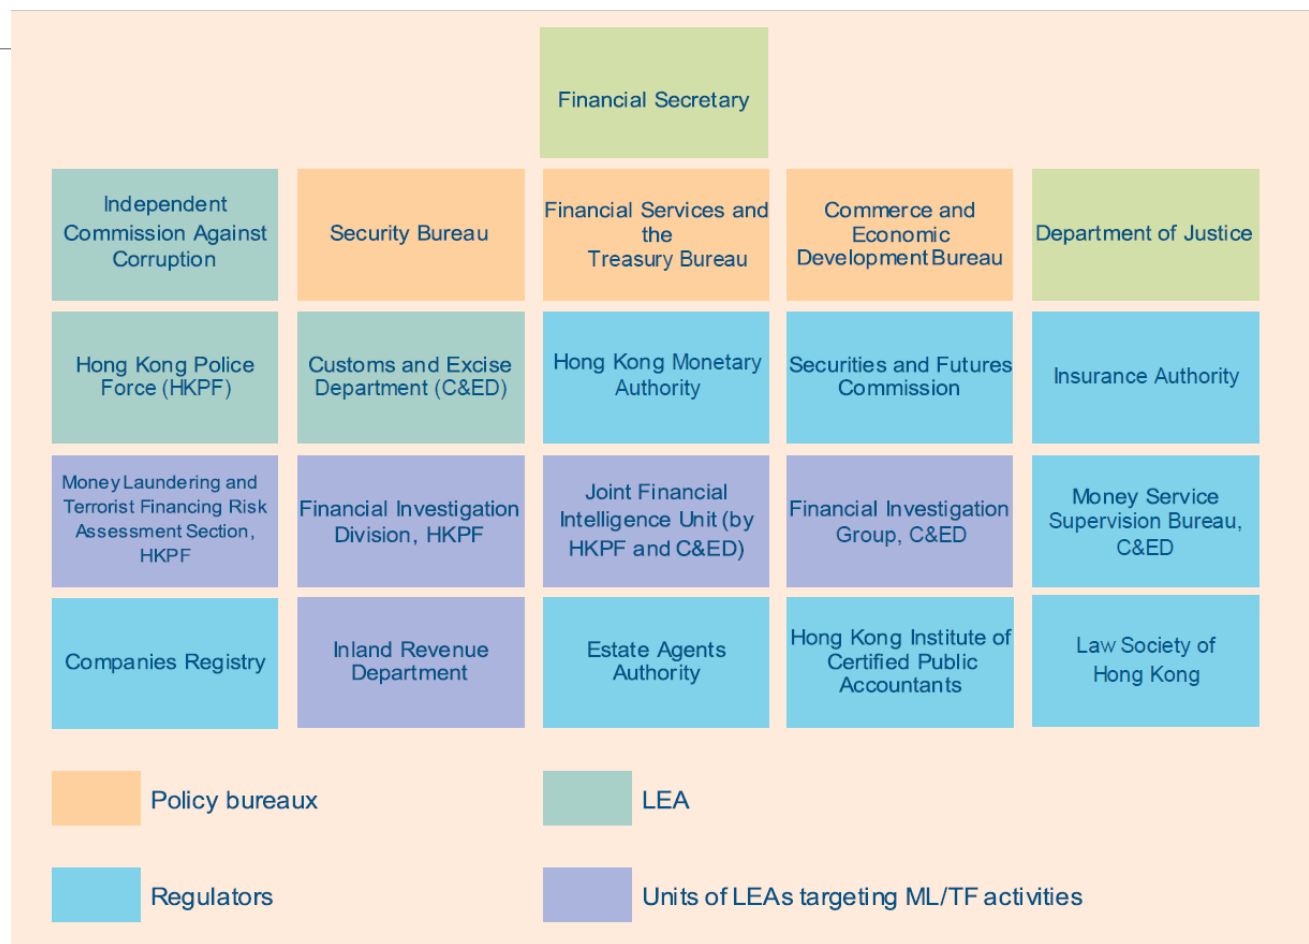 Financial Secretary
Independent
Commission Against
Corruption
Security Bureau
Financial Services and
the
Treasury Bureau
Commerce and
Economic
Development Bureau
Department of Justice
Hong Kong Police
Force (HKPF)
Customs and Excise
Department (C&ED)
Hong Kong Monetary
Authority
Securities and Futures
Commission
Insurance Authority
Money Laundering and
Terrorist Financing Risk
Assessment Section,
HKPF
Financial Investigation
Division, HKPF
Joint Financial
Intelligence Unit (by
HKPF and C&ED)
Financial Investigation
Group, C&ED
Money Service
Supervision Bureau,
C&ED
Companies Registry
Inland Revenue
Department
Estate Agents
Authority
Hong Kong Institute of
Certified Public
Accountants
Law Society of
Hong Kong
Policy bureaux
LEA
Regulators
Units of LEAs targeting ML/TF activities